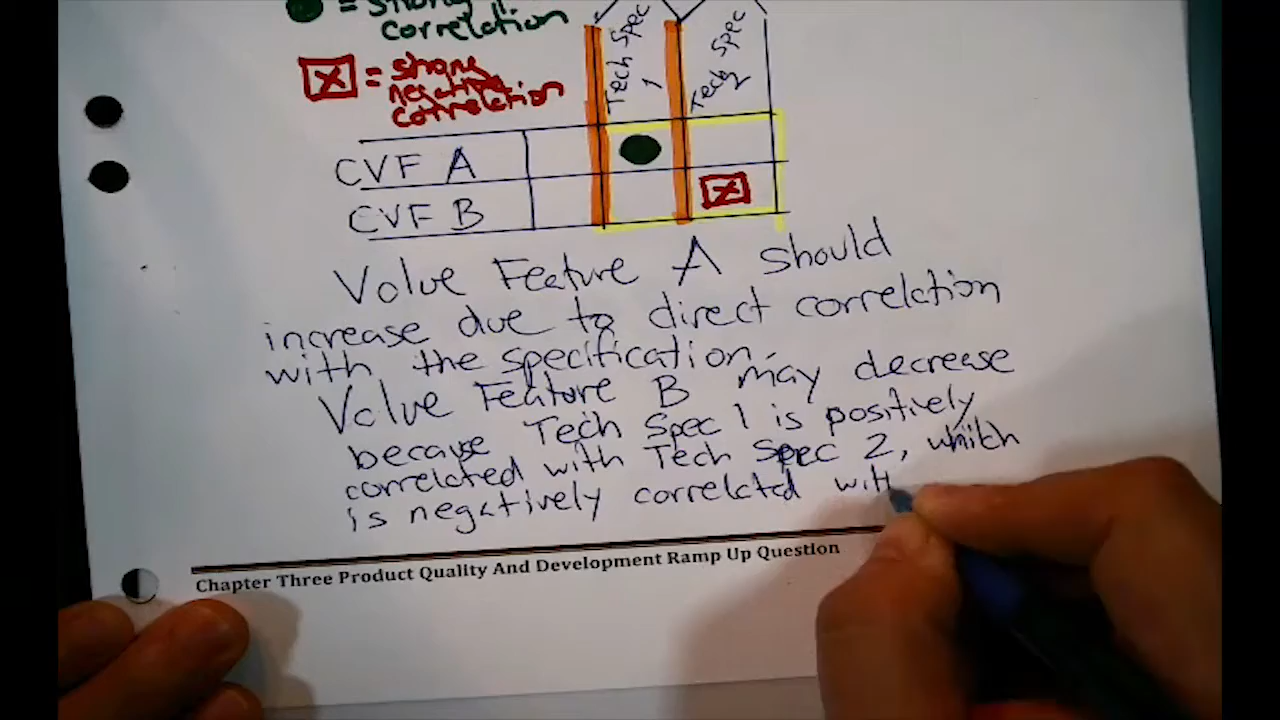 = strong
correlation
= strong
negative
correlation
Tech Spec
1
Tech Spec
2
CVF A
CVF B
X
X
Value Feature A should
increase due to direct correlation
with the specification.
Value Feature B may decrease
because Tech Spec 1 is positively
correlated with Tech Spec 2, which
is negatively correlated with
Chapter Three Product Quality And Development Ramp Up Question